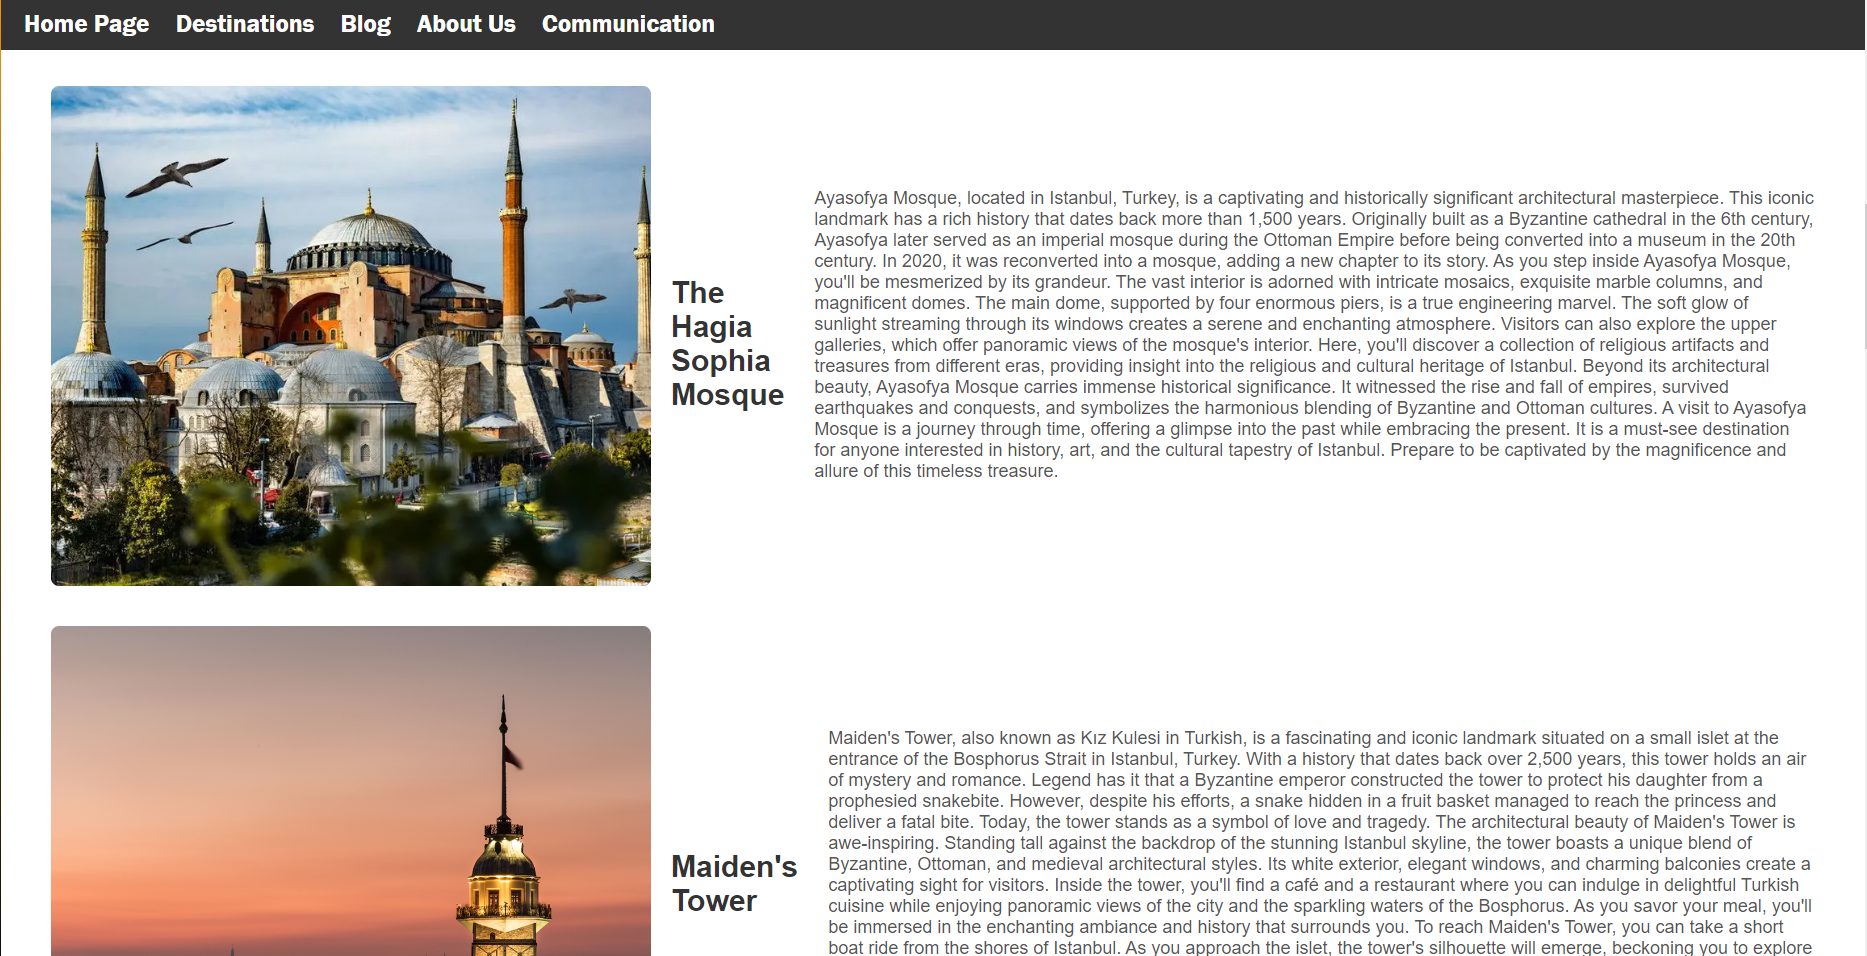 Home Page Destinations Blog About Us Communication
The
Hagia
Sophia
Mosque
Ayasofya Mosque, located in Istanbul, Turkey, is a captivating and historically significant architectural masterpiece. This iconic
landmark has a rich history that dates back more than 1,500 years. Originally built as a Byzantine cathedral in the 6th century,
Ayasofya later served as an imperial mosque during the Ottoman Empire before being converted into a museum in the 20th
century. In 2020, it was reconverted into a mosque, adding a new chapter to its story. As you step inside Ayasofya Mosque,
you'll be mesmerized by its grandeur. The vast interior is adorned with intricate mosaics, exquisite marble columns, and
magnificent domes. The main dome, supported by four enormous piers, is a true engineering marvel. The soft glow of
sunlight streaming through its windows creates a serene and enchanting atmosphere. Visitors can also explore the upper
galleries, which offer panoramic views of the mosque's interior. Here, you'll discover a collection of religious artifacts and
treasures from different eras, providing insight into the religious and cultural heritage of Istanbul. Beyond its architectural
beauty, Ayasofya Mosque carries immense historical significance. It witnessed the rise and fall of empires, survived
earthquakes and conquests, and symbolizes the harmonious blending of Byzantine and Ottoman cultures. A visit to Ayasofya
Mosque is a journey through time, offering a glimpse into the past while embracing the present. It is a must-see destination
for anyone interested in history, art, and the cultural tapestry of Istanbul. Prepare to be captivated by the magnificence and
allure of this timeless treasure.
Maiden's
Tower
Maiden's Tower, also known as Kız Kulesi in Turkish, is a fascinating and iconic landmark situated on a small islet at the
entrance of the Bosphorus Strait in Istanbul, Turkey. With a history that dates back over 2,500 years, this tower holds an air
of mystery and romance. Legend has it that a Byzantine emperor constructed the tower to protect his daughter from a
prophesied snakebite. However, despite his efforts, a snake hidden in a fruit basket managed to reach the princess and
deliver a fatal bite. Today, the tower stands as a symbol of love and tragedy. The architectural beauty of Maiden's Tower is
awe-inspiring. Standing tall against the backdrop of the stunning Istanbul skyline, the tower boasts a unique blend of
Byzantine, Ottoman, and medieval architectural styles. Its white exterior, elegant windows, and charming balconies create a
captivating sight for visitors. Inside the tower, you'll find a café and a restaurant where you can indulge in delightful Turkish
cuisine while enjoying panoramic views of the city and the sparkling waters of the Bosphorus. As you savor your meal, you'll
be immersed in the enchanting ambiance and history that surrounds you. To reach Maiden's Tower, you can take a short
boat ride from the shores of Istanbul. As you approach the islet, the tower's silhouette will emerge, beckoning you to explore